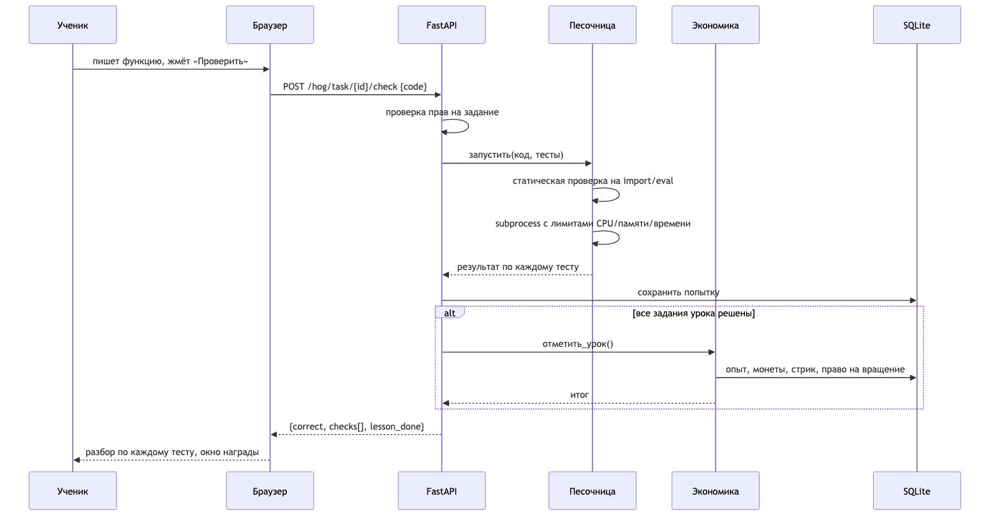 Ученик
Браузер
FastAPI
Песочница
Экономика
SQLite
пишет функцию, жмёт «Проверить»
POST /hog/task/{id}/check {code}
проверка прав на задание
запустить(код, тесты)
статическая проверка на import/eval
subprocess с лимитами CPU/памяти/времени
результат по каждому тесту
сохранить попытку
alt
[все задания урока решены]
отметить_урок()
опыт, монеты, стрик, право на вращение
итог
{correct, checks[], lesson_done}
разбор по каждому тесту, окно награды
Ученик
Браузер
FastAPI
Песочница
Экономика
SQLite